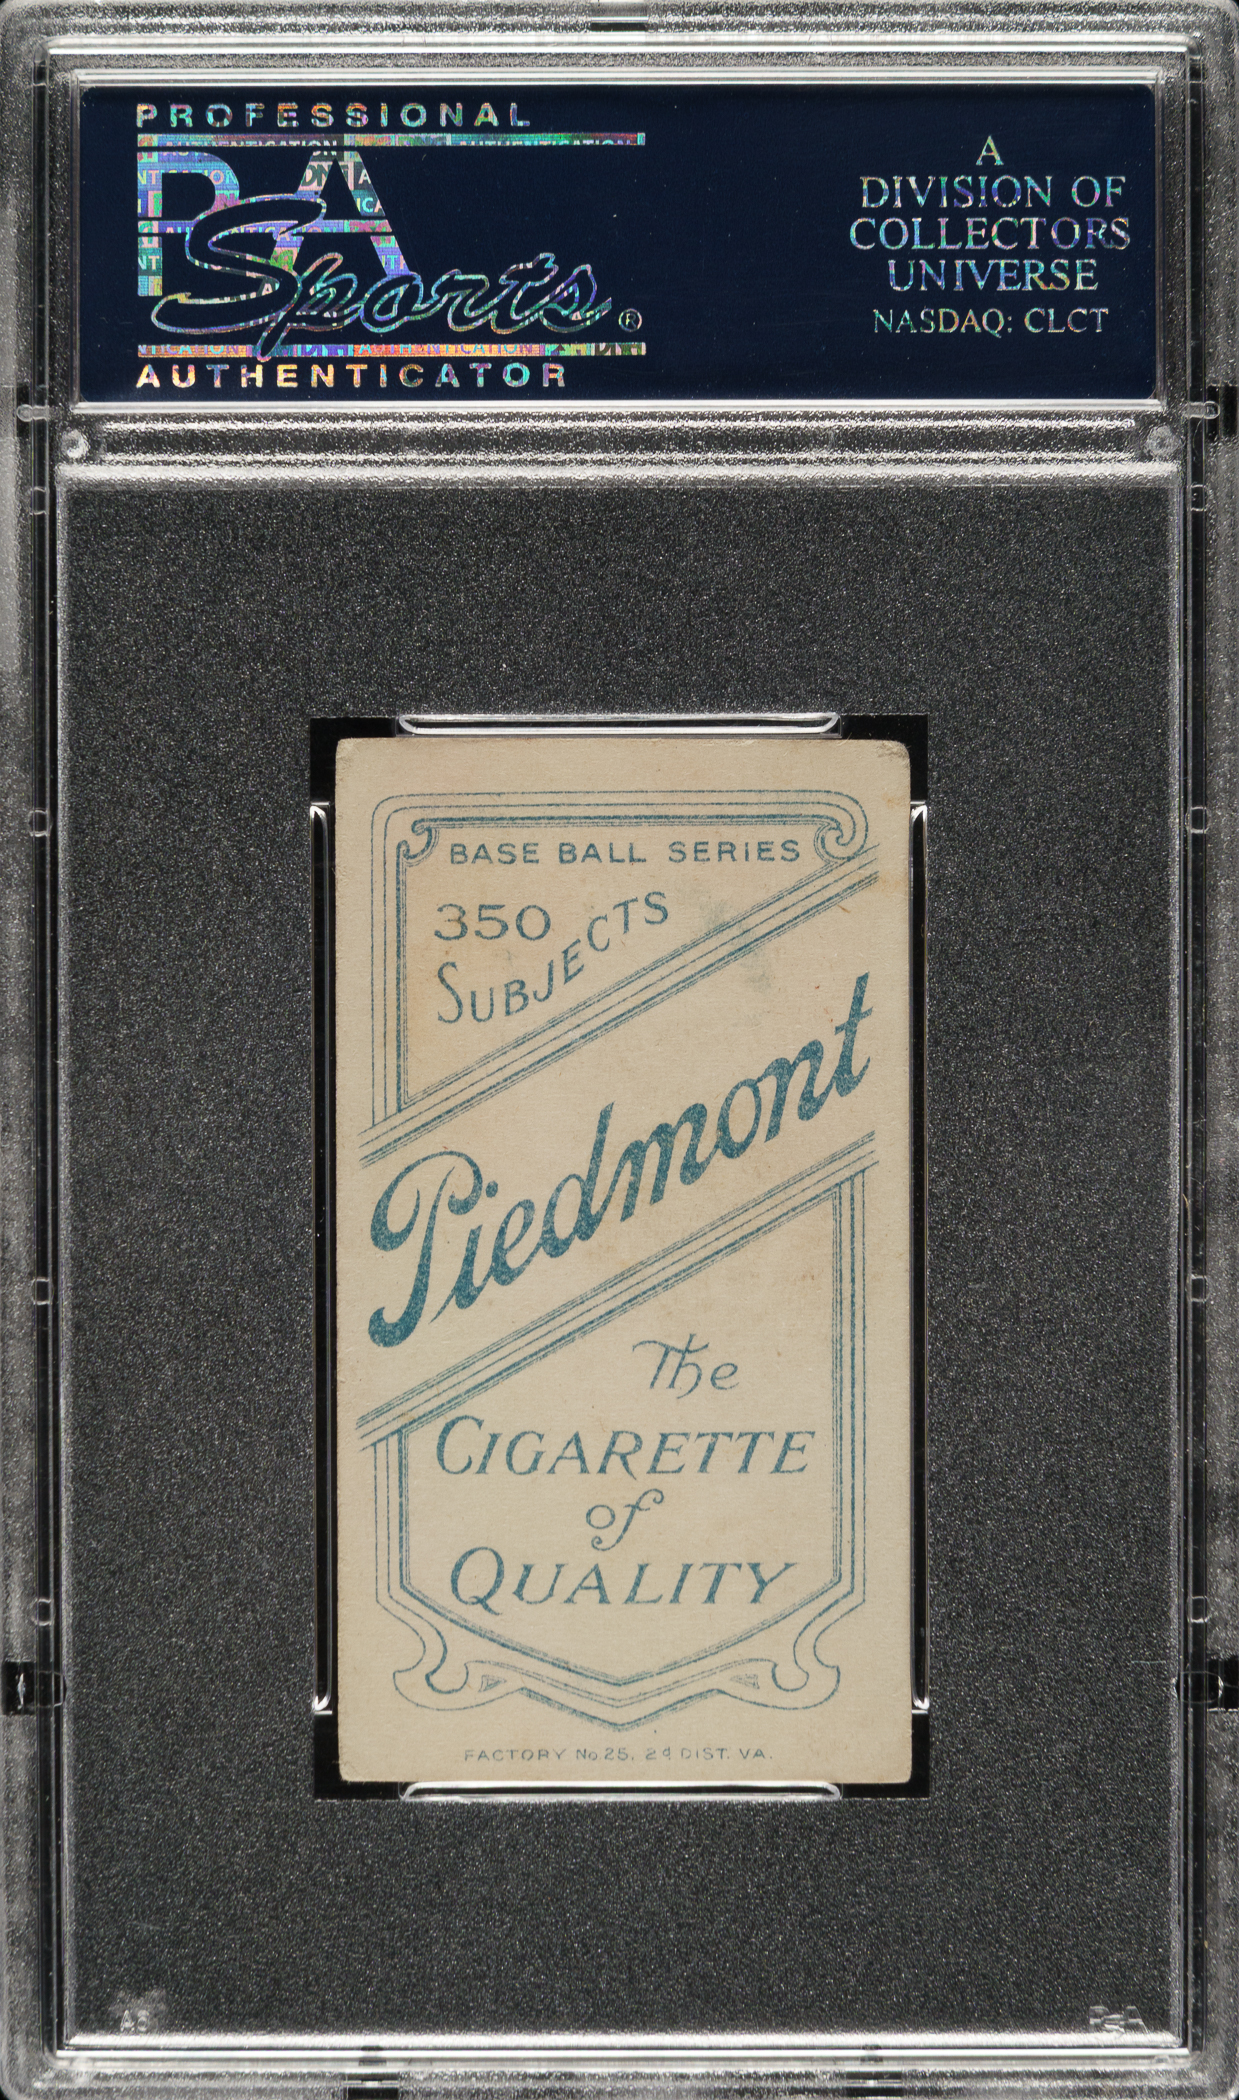 PROFESSIONAL
PSA
Sports®
AUTHENTICATOR
A
DIVISION OF
COLLECTORS
UNIVERSE
NASDAQ: CLCT
BASE BALL SERIES
350
SUBJECTS
Piedmont
The
CIGARETTE
of
QUALITY
FACTORY No 25, 2d DIST. VA.
PSA